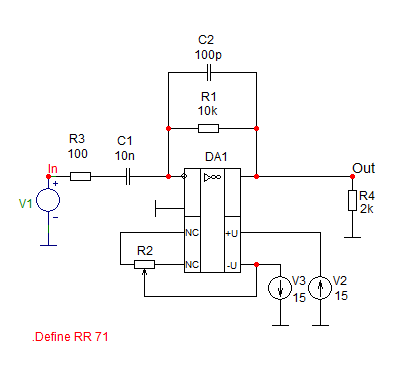 C2
100p
R1
10k
R3
100
C1
10n
DA1
In
Out
V1
+
−
R4
2k
NC
+U
R2
NC
-U
V3
15
V2
15
.Define RR 71